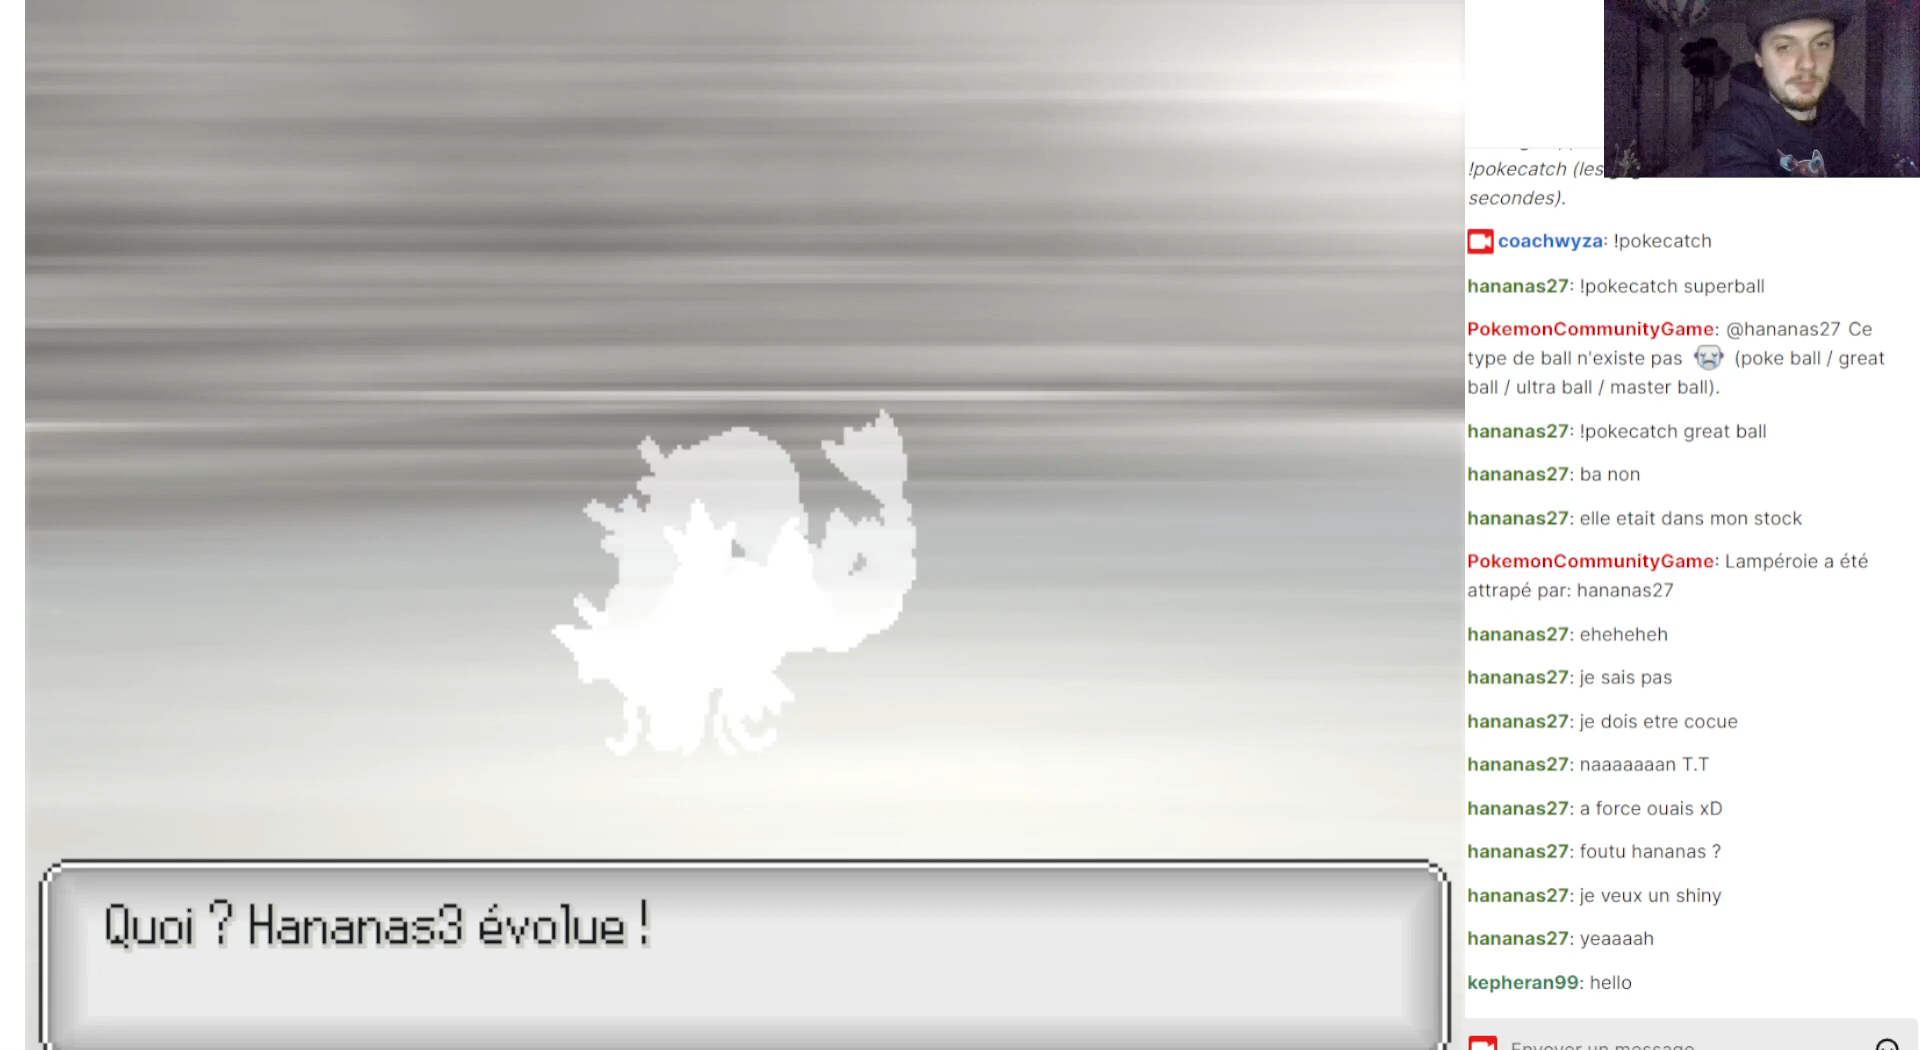 !pokecatch (les
secondes).
coachwyza: !pokecatch
hananas27: !pokecatch superball
PokemonCommunityGame: @hananas27 Ce
type de ball n'existe pas (poke ball / great
ball / ultra ball / master ball).
hananas27: !pokecatch great ball
hananas27: ba non
hananas27: elle etait dans mon stock
PokemonCommunityGame: Lampéroie a été
attrapé par: hananas27
hananas27: eheheheh
hananas27: je sais pas
hananas27: je dois etre cocue
hananas27: naaaaaaan T.T
hananas27: a force ouais xD
hananas27: foutu hananas ?
hananas27: je veux un shiny
hananas27: yeaaaah
kepheran99: hello
Envoyer un message
Quoi ? Hananas3 évolue !